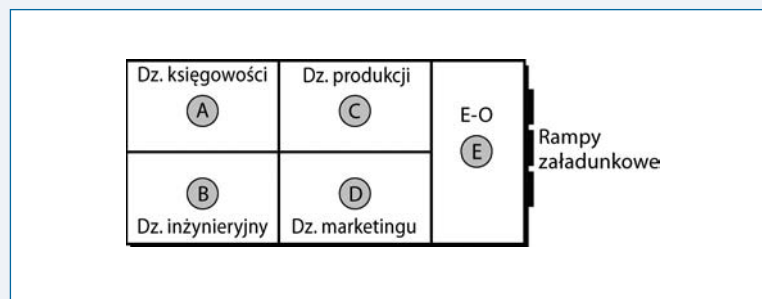 Dz. księgowości
A
Dz. produkcji
C
E-O
E
Rampy
załadunkowe
B
Dz. inżynieryjny
D
Dz. marketingu